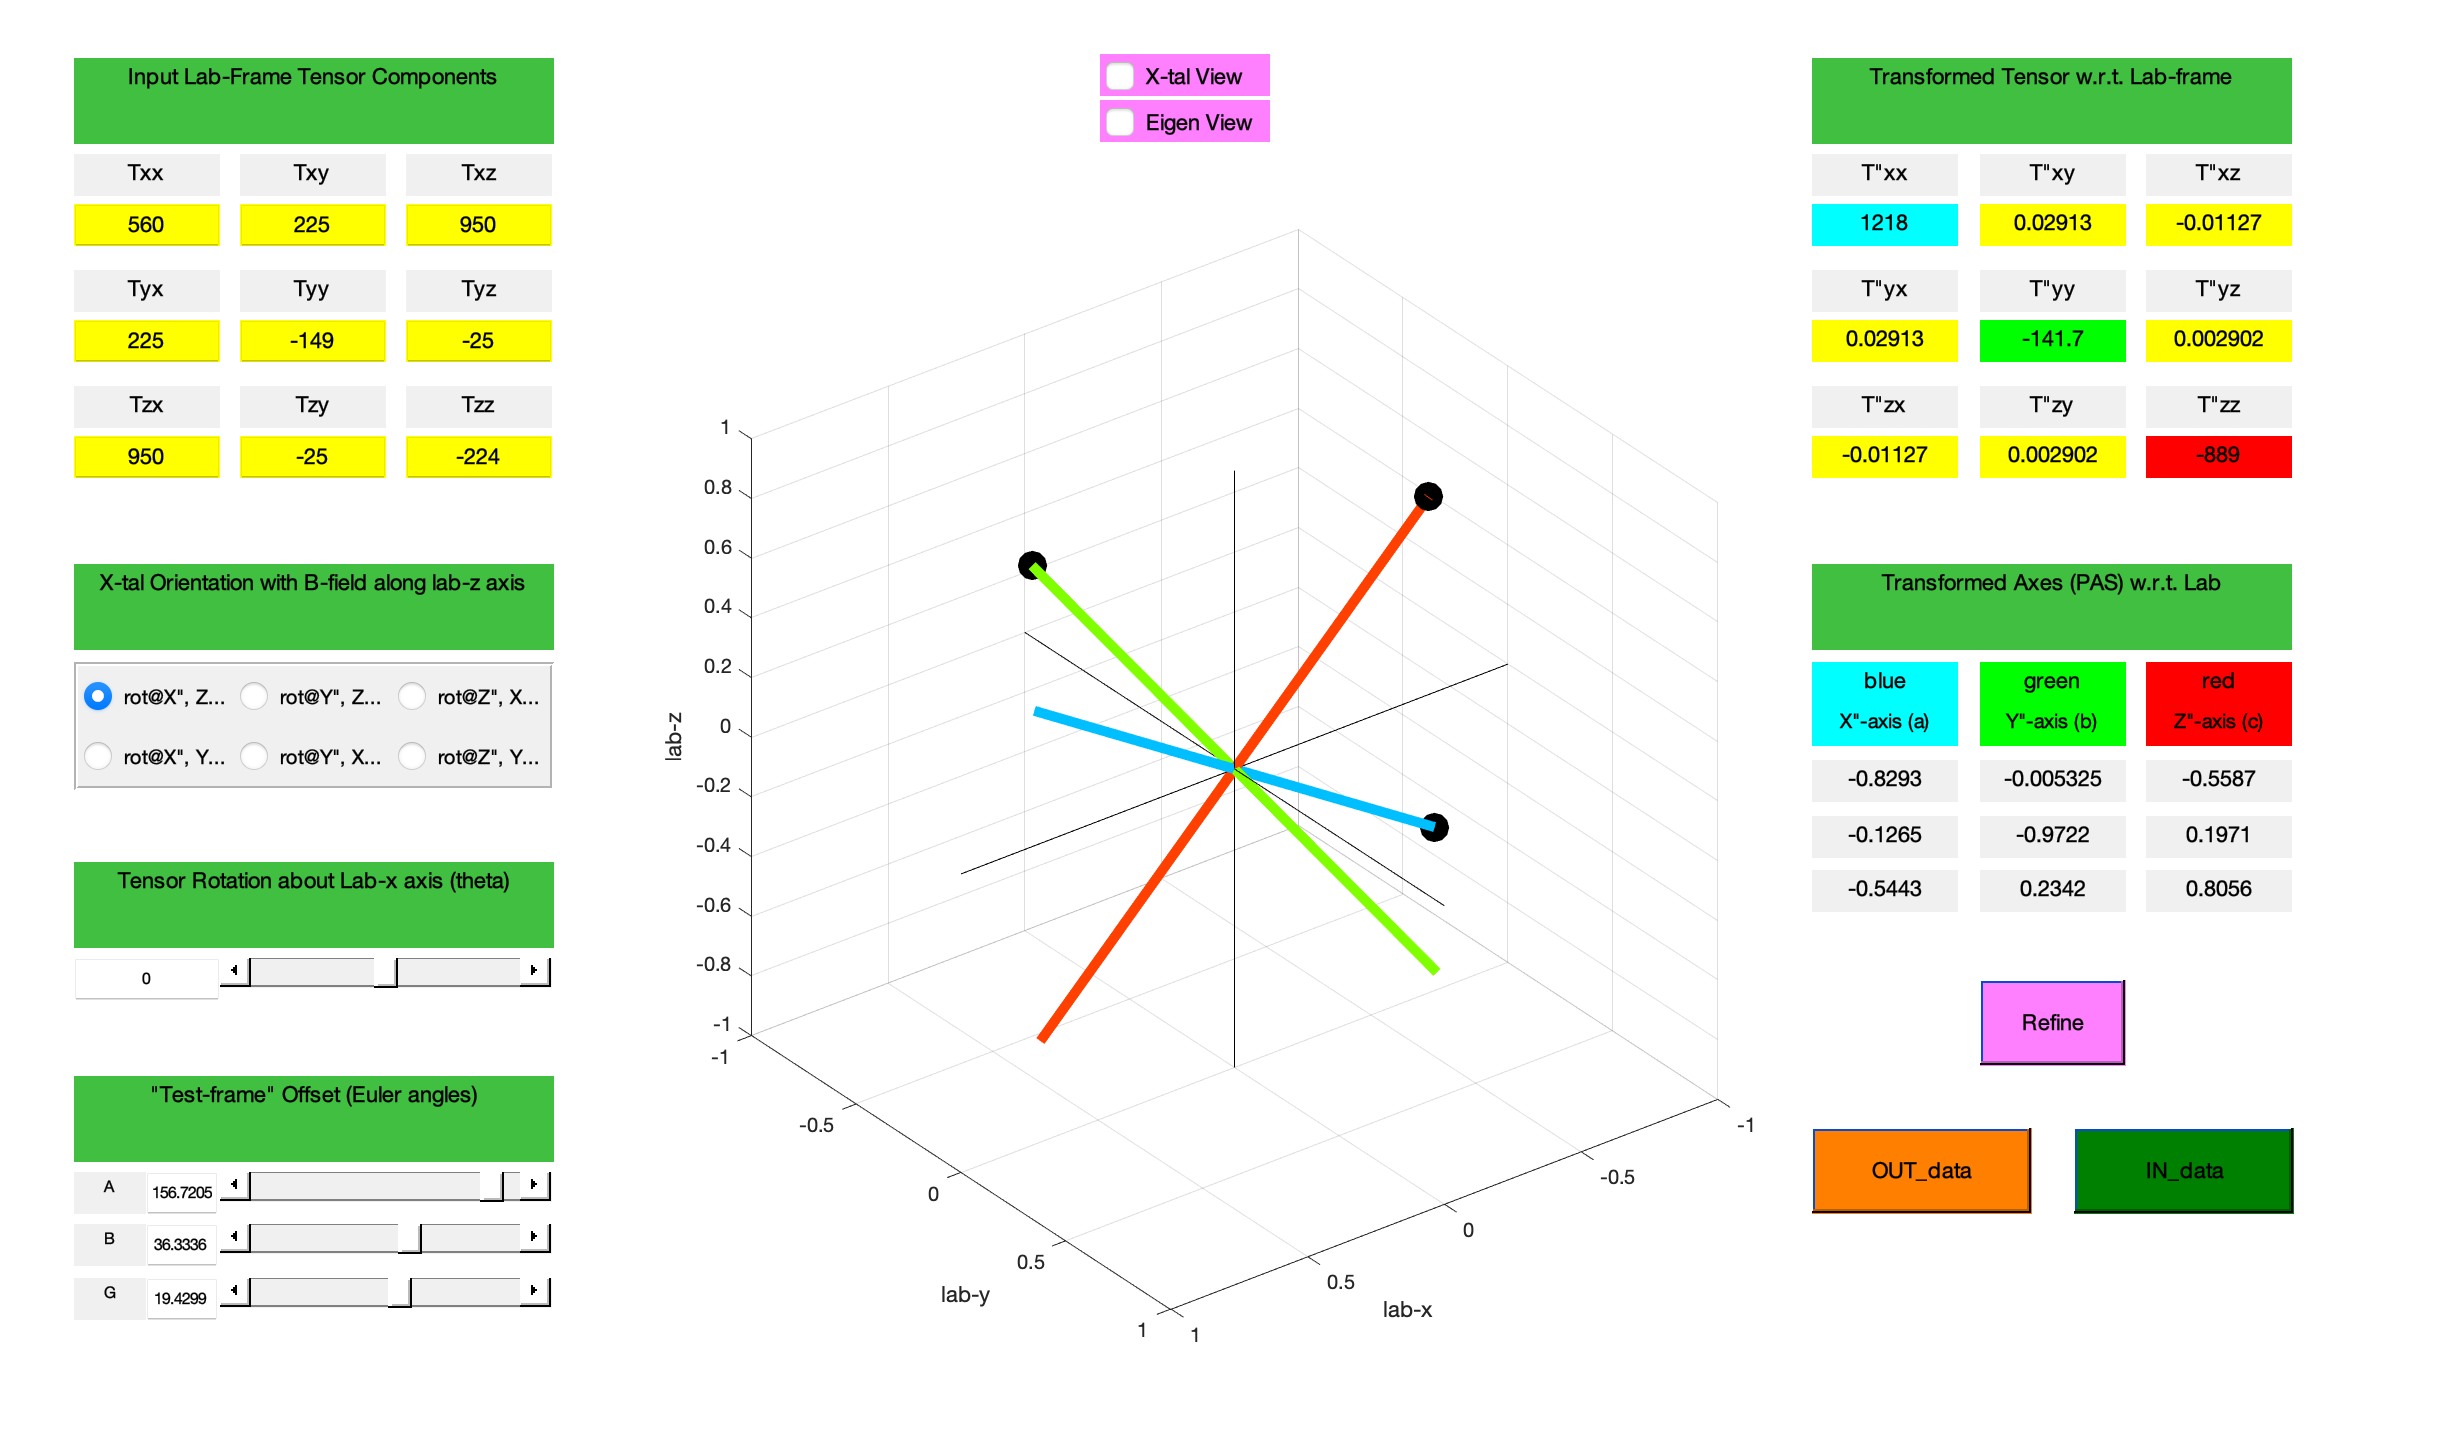 Input Lab-Frame Tensor Components
Txx Txy Txz
560 225 950
Tyx Tyy Tyz
225 -149 -25
Tzx Tzy Tzz
950 -25 -224
X-tal Orientation with B-field along lab-z axis
rot@X", Z... rot@Y", Z... rot@Z", X...
rot@X", Y... rot@Y", X... rot@Z", Y...
Tensor Rotation about Lab-x axis (theta)
0
"Test-frame" Offset (Euler angles)
A 156.7205
B 36.3336
G 19.4299
X-tal View
Eigen View
lab-z
1
0.8
0.6
0.4
0.2
0
-0.2
-0.4
-0.6
-0.8
-1
-1
-0.5
0
0.5
1
lab-y
1
0.5
0
-0.5
-1
lab-x
Transformed Tensor w.r.t. Lab-frame
T"xx T"xy T"xz
1218 0.02913 -0.01127
T"yx T"yy T"yz
0.02913 -141.7 0.002902
T"zx T"zy T"zz
-0.01127 0.002902 -889
Transformed Axes (PAS) w.r.t. Lab
blue green red
X"-axis (a) Y"-axis (b) Z"-axis (c)
-0.8293 -0.005325 -0.5587
-0.1265 -0.9722 0.1971
-0.5443 0.2342 0.8056
Refine
OUT_data IN_data